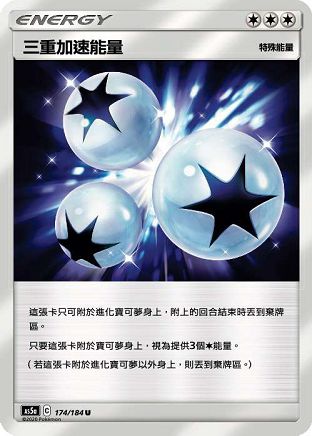 ENERGY
三重加速能量
特殊能量
這張卡只可附於進化寶可夢身上，附上的回合結束時丟到棄牌
區。
只要這張卡附於寶可夢身上，視為提供3個★能量。
（若這張卡附於進化寶可夢以外身上，則丟到棄牌區。）
AS5a C 174/184 U
©2020 Pokémon